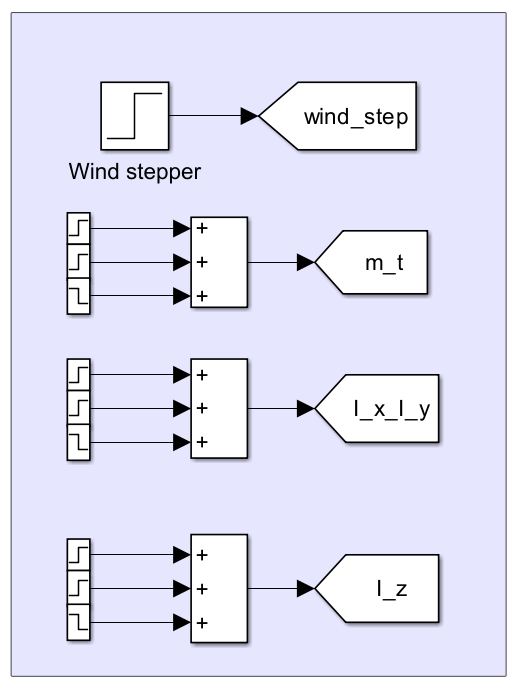 wind_step
Wind stepper
+
+
+
m_t
+
+
+
I_x_I_y
+
+
+
I_z